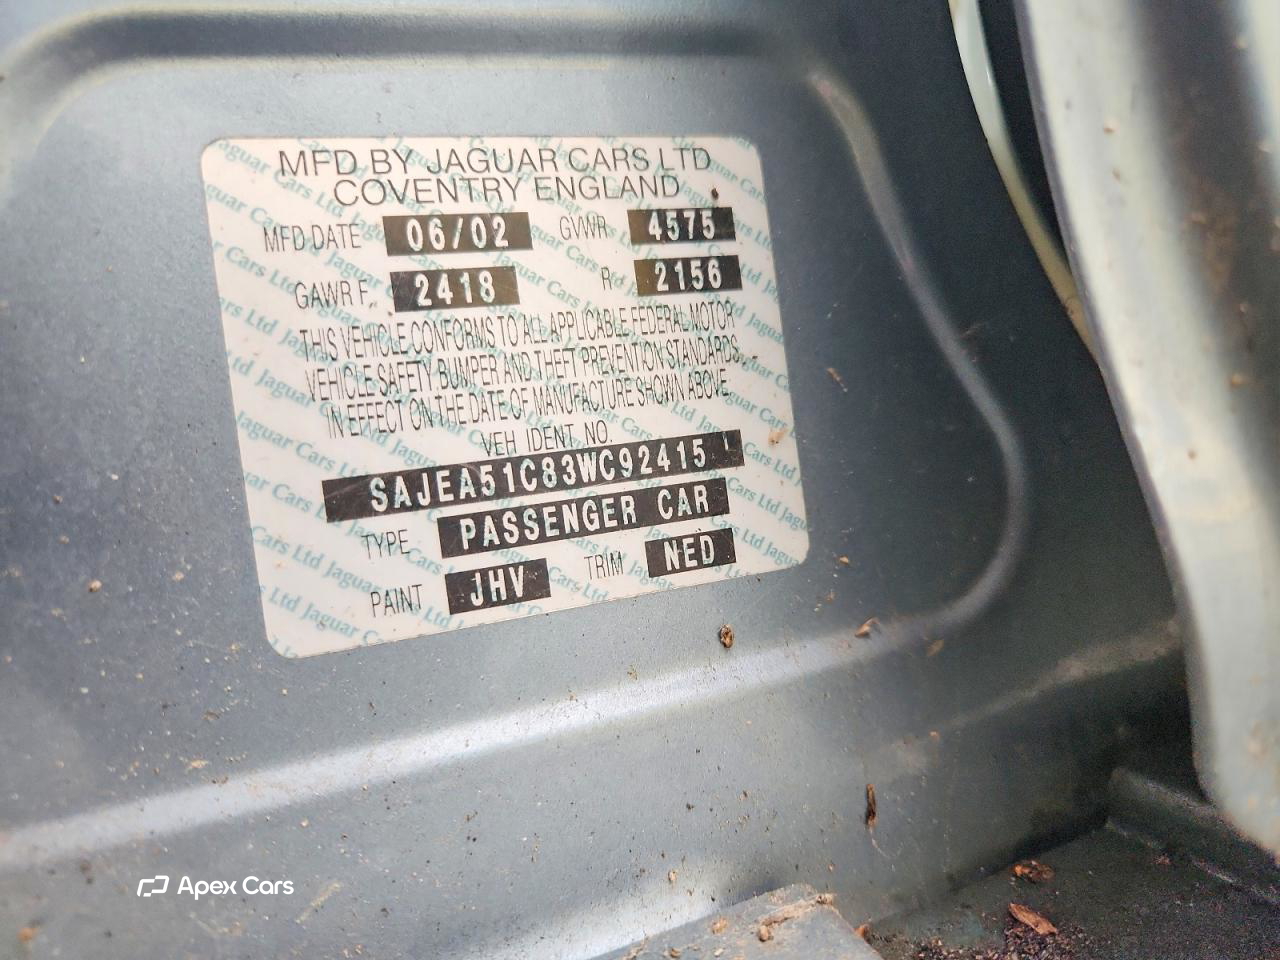 MFD BY JAGUAR CARS LTD
COVENTRY ENGLAND
MFD DATE 06/02 GVWR 4575
GAWR F. 2418 R 2156
THIS VEHICLE CONFORMS TO ALL APPLICABLE FEDERAL MOTOR
VEHICLE SAFETY BUMPER AND THEFT PREVENTION STANDARDS
IN EFFECT ON THE DATE OF MANUFACTURE SHOWN ABOVE
VEH IDENT NO.
SAJEA51C83WC92415
TYPE PASSENGER CAR
PAINT JHV TRIM NED
Apex Cars